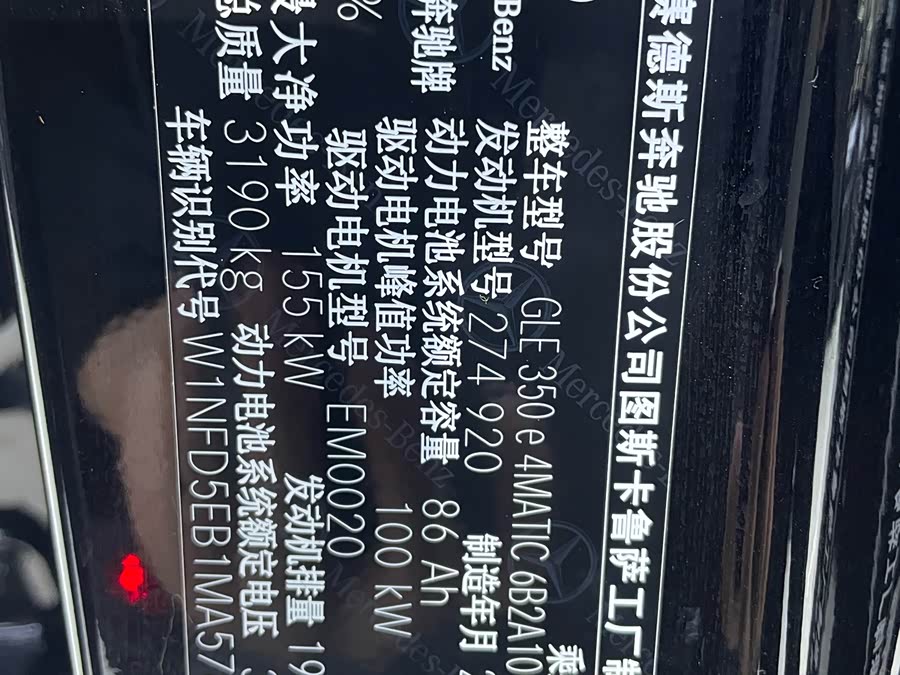 奔驰股份公司图斯卡鲁萨工厂制
Benz
乘
整车型号 GLE 350 e 4MATIC 6B2A10
奔驰牌 发动机型号 274 920 制造年月 2
动力电池系统额定容量 86 Ah
% 驱动电机峰值功率 100 kW
驱动电机型号 EM0020
最大净功率 155 kW 发动机排量 19
总质量 3190 kg 动力电池系统额定电压 3
车辆识别代号 W1NFD5EB1MA57